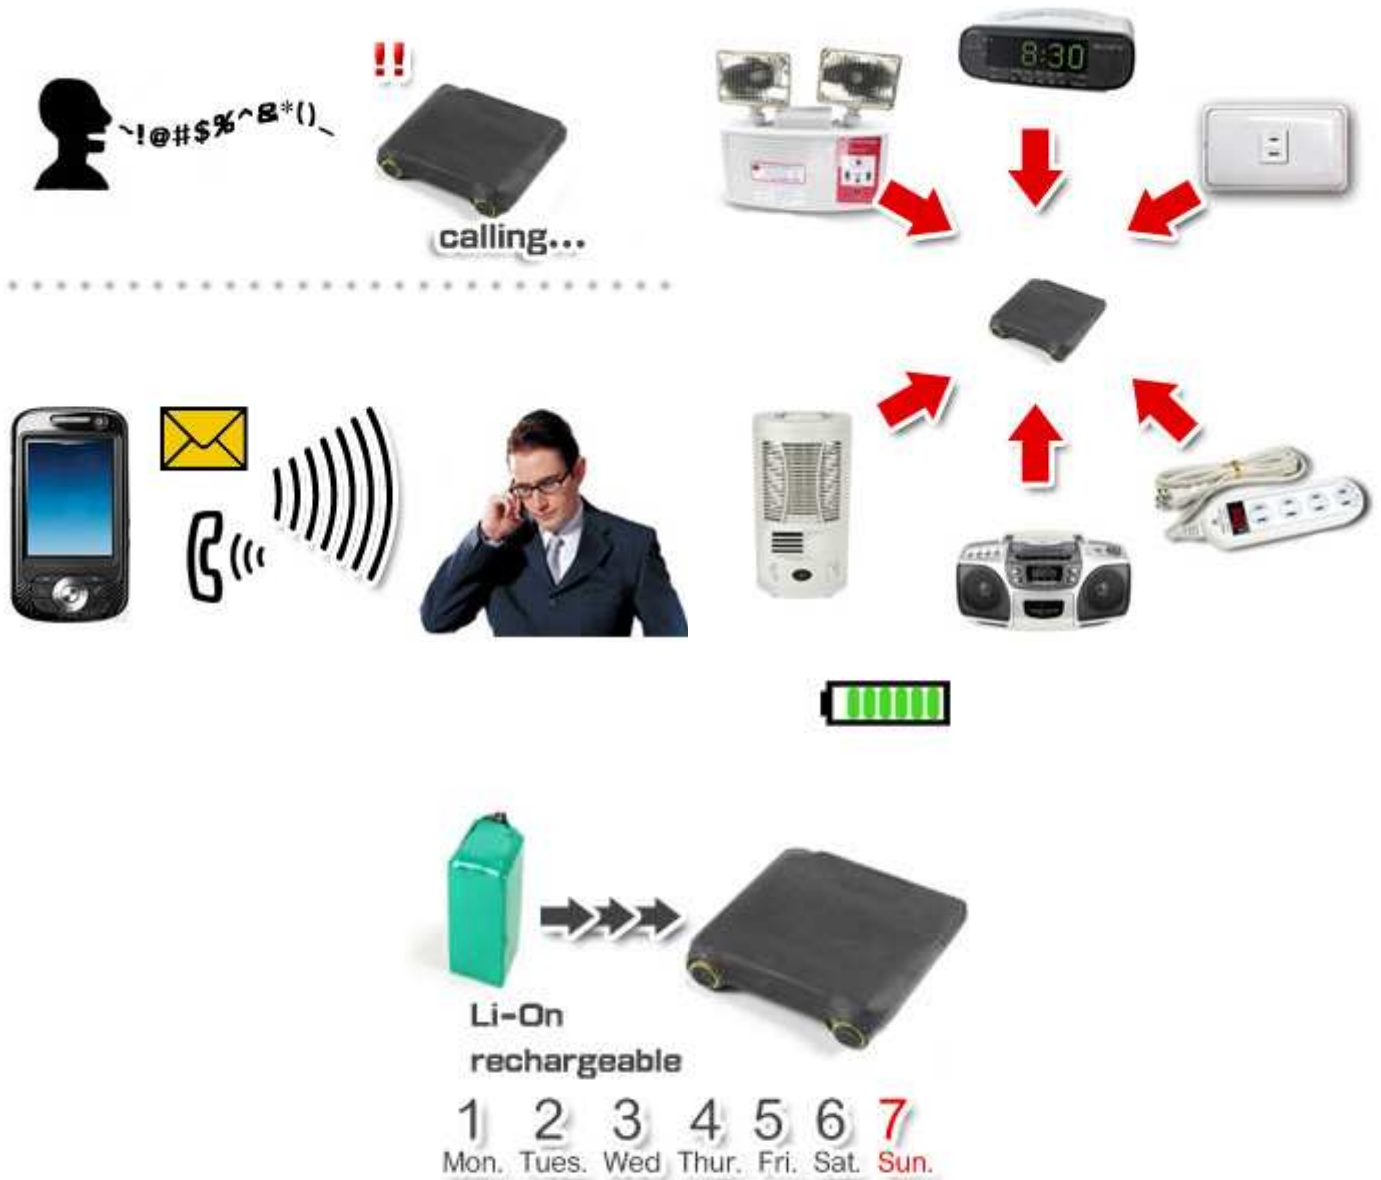 !!
~!@#$%^&*()_
calling...
8:30
Li-On
rechargeable
1 2 3 4 5 6 7
Mon. Tues. Wed Thur. Fri. Sat. Sun.